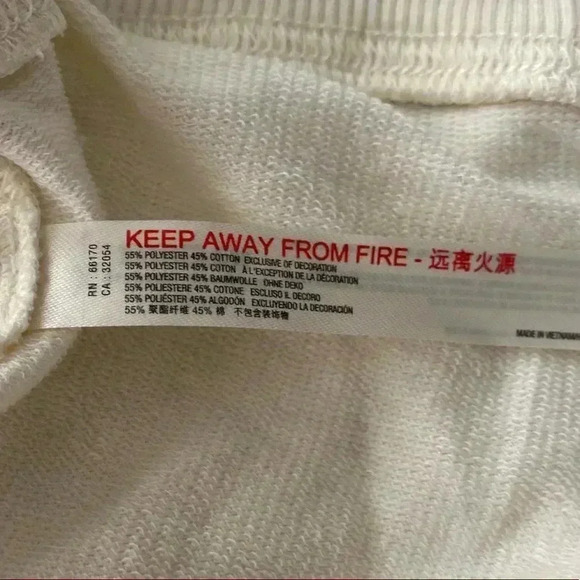 RN : 66170
CA : 32054
KEEP AWAY FROM FIRE - 远离火源
55% POLYESTER 45% COTTON EXCLUSIVE OF DECORATION
55% POLYESTER 45% COTON À L'EXCEPTION DE LA DÉCORATION
55% POLYESTER 45% BAUMWOLLE OHNE DEKO
55% POLIESTERE 45% COTONE ESCLUSO IL DECORO
55% POLIÉSTER 45% ALGODÓN EXCLUYENDO LA DECORACIÓN
55% 聚酯纤维 45% 棉 不包含装饰物
MADE IN VIETNAM